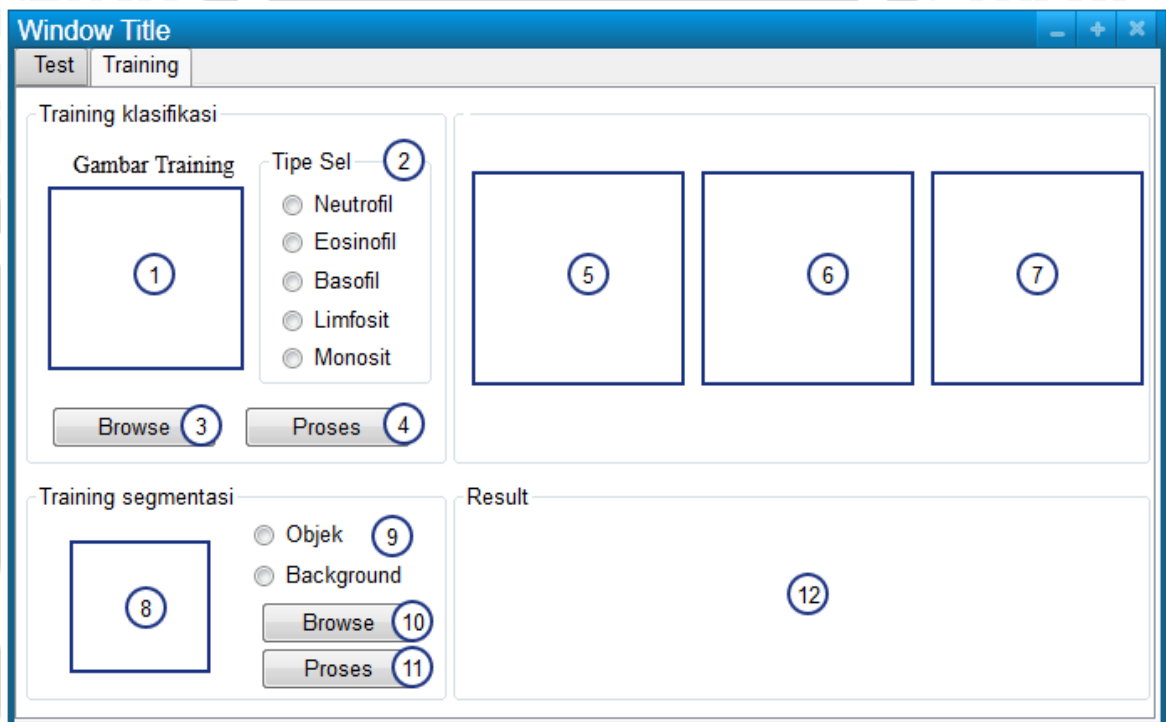 Window Title
Test Training
Training klasifikasi
Gambar Training
1
Tipe Sel 2
Neutrofil
Eosinofil
Basofil
Limfosit
Monosit
Browse 3 Proses 4
5 6 7
Training segmentasi
8
Objek 9
Background
Browse 10
Proses 11
Result
12